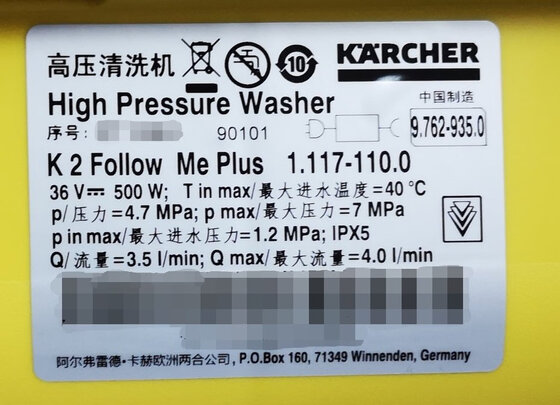 高压清洗机 10 KÄRCHER
High Pressure Washer 中国制造
序号: 90101 9.762-935.0
K 2 Follow Me Plus 1.117-110.0
36 V⎓ 500 W; T in max/最大进水温度=40 °C
p/压力=4.7 MPa; p max/最大压力=7 MPa
p in max/最大进水压力=1.2 MPa; IPX5
Q/流量=3.5 l/min; Q max/最大流量=4.0 l/min
阿尔弗雷德·卡赫欧洲两合公司, P.O.Box 160, 71349 Winnenden, Germany